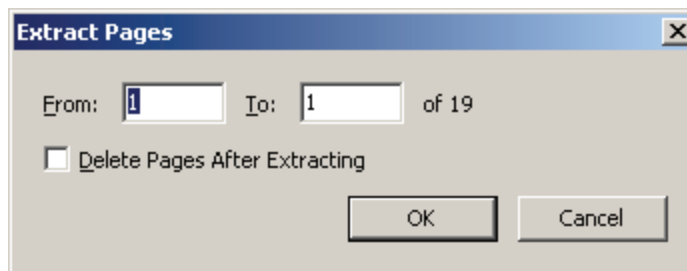 Extract Pages
From: 1 To: 1 of 19
Delete Pages After Extracting
OK Cancel